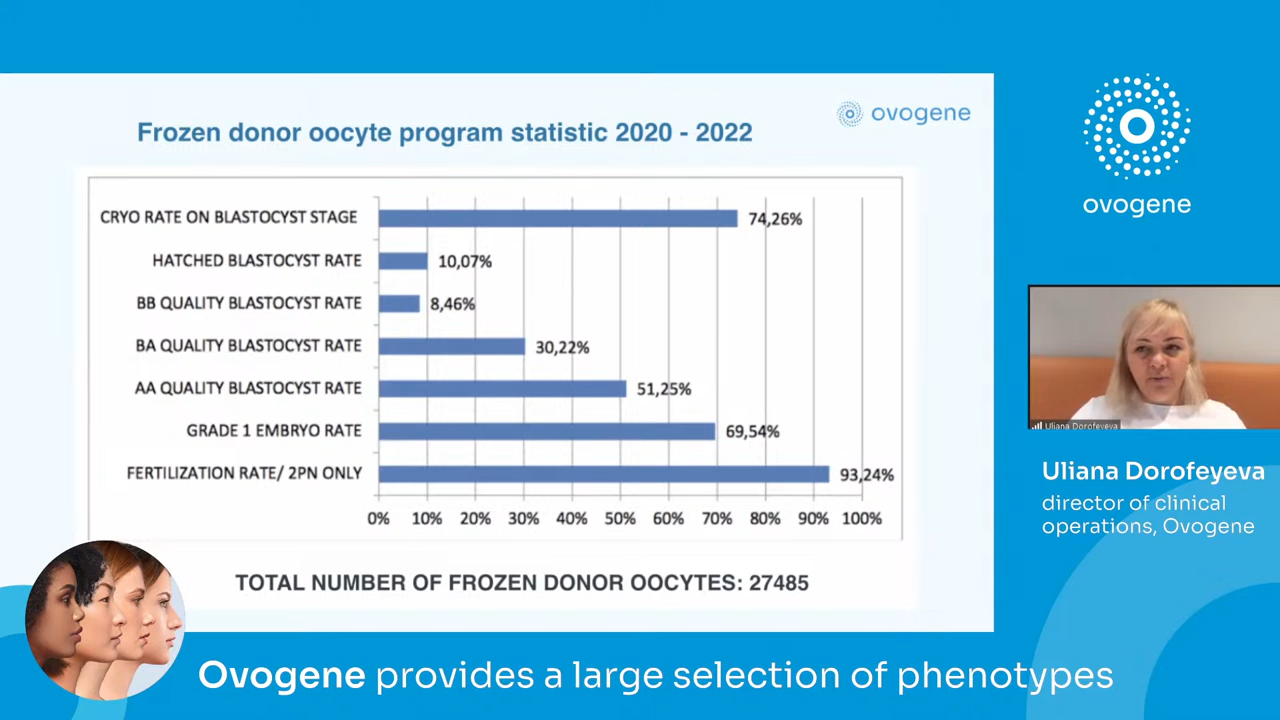 ovogene
Frozen donor oocyte program statistic 2020 - 2022
CRYO RATE ON BLASTOCYST STAGE 74,26%
HATCHED BLASTOCYST RATE 10,07%
BB QUALITY BLASTOCYST RATE 8,46%
BA QUALITY BLASTOCYST RATE 30,22%
AA QUALITY BLASTOCYST RATE 51,25%
GRADE 1 EMBRYO RATE 69,54%
FERTILIZATION RATE/ 2PN ONLY 93,24%
0% 10% 20% 30% 40% 50% 60% 70% 80% 90% 100%
TOTAL NUMBER OF FROZEN DONOR OOCYTES: 27485
ovogene
Uliana Dorofeyeva
Uliana Dorofeyeva
director of clinical
operations, Ovogene
Ovogene provides a large selection of phenotypes